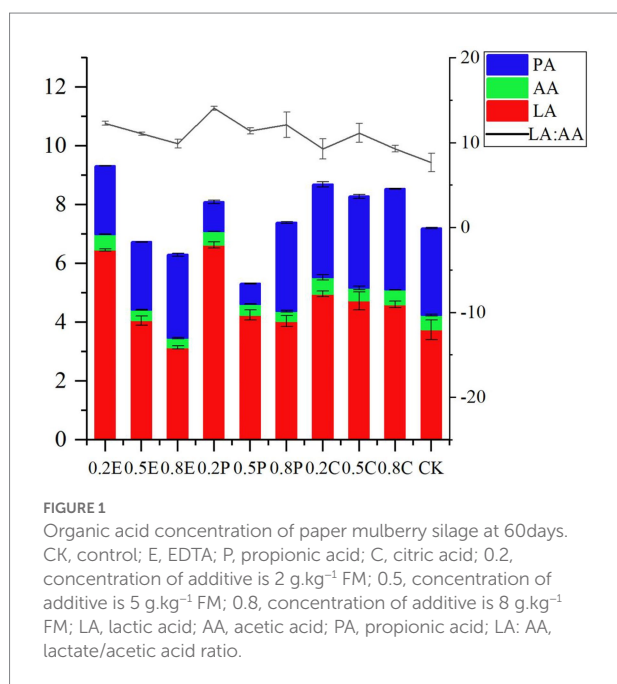 12
10
8
6
4
2
0
20
10
0
-10
-20
PA
AA
LA
LA:AA
0.2E 0.5E 0.8E 0.2P 0.5P 0.8P 0.2C 0.5C 0.8C CK
FIGURE 1
Organic acid concentration of paper mulberry silage at 60days.
CK, control; E, EDTA; P, propionic acid; C, citric acid; 0.2,
concentration of additive is 2 g.kg⁻¹ FM; 0.5, concentration of
additive is 5 g.kg⁻¹ FM; 0.8, concentration of additive is 8 g.kg⁻¹
FM; LA, lactic acid; AA, acetic acid; PA, propionic acid; LA: AA,
lactate/acetic acid ratio.